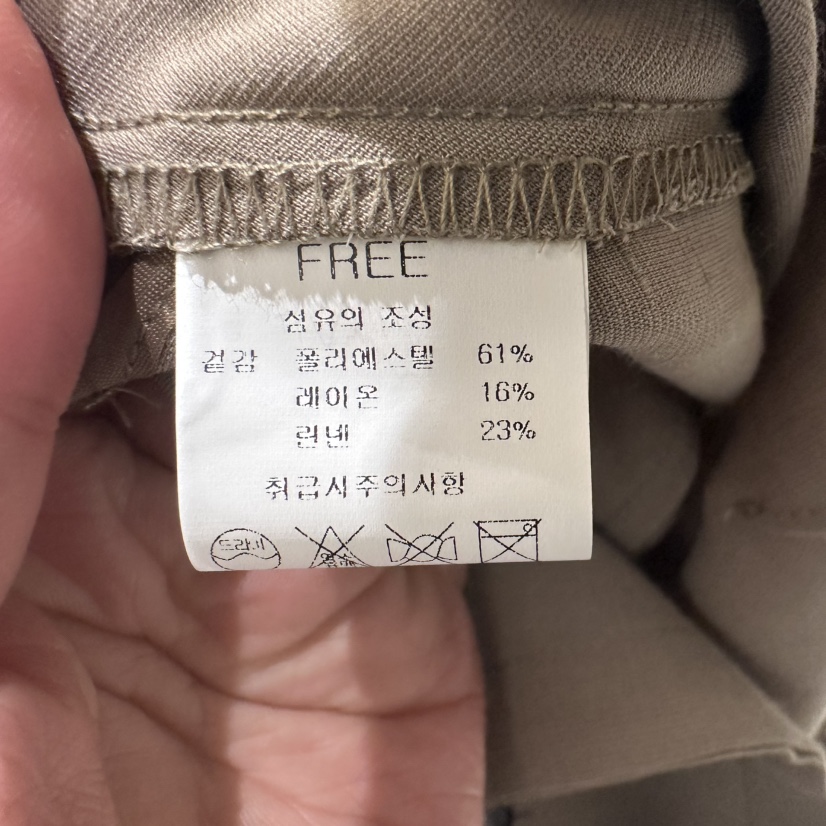 FREE
섬유의 조성
겉감 폴리에스텔 61%
레이온 16%
린넨 23%
취급시주의사항
드라이